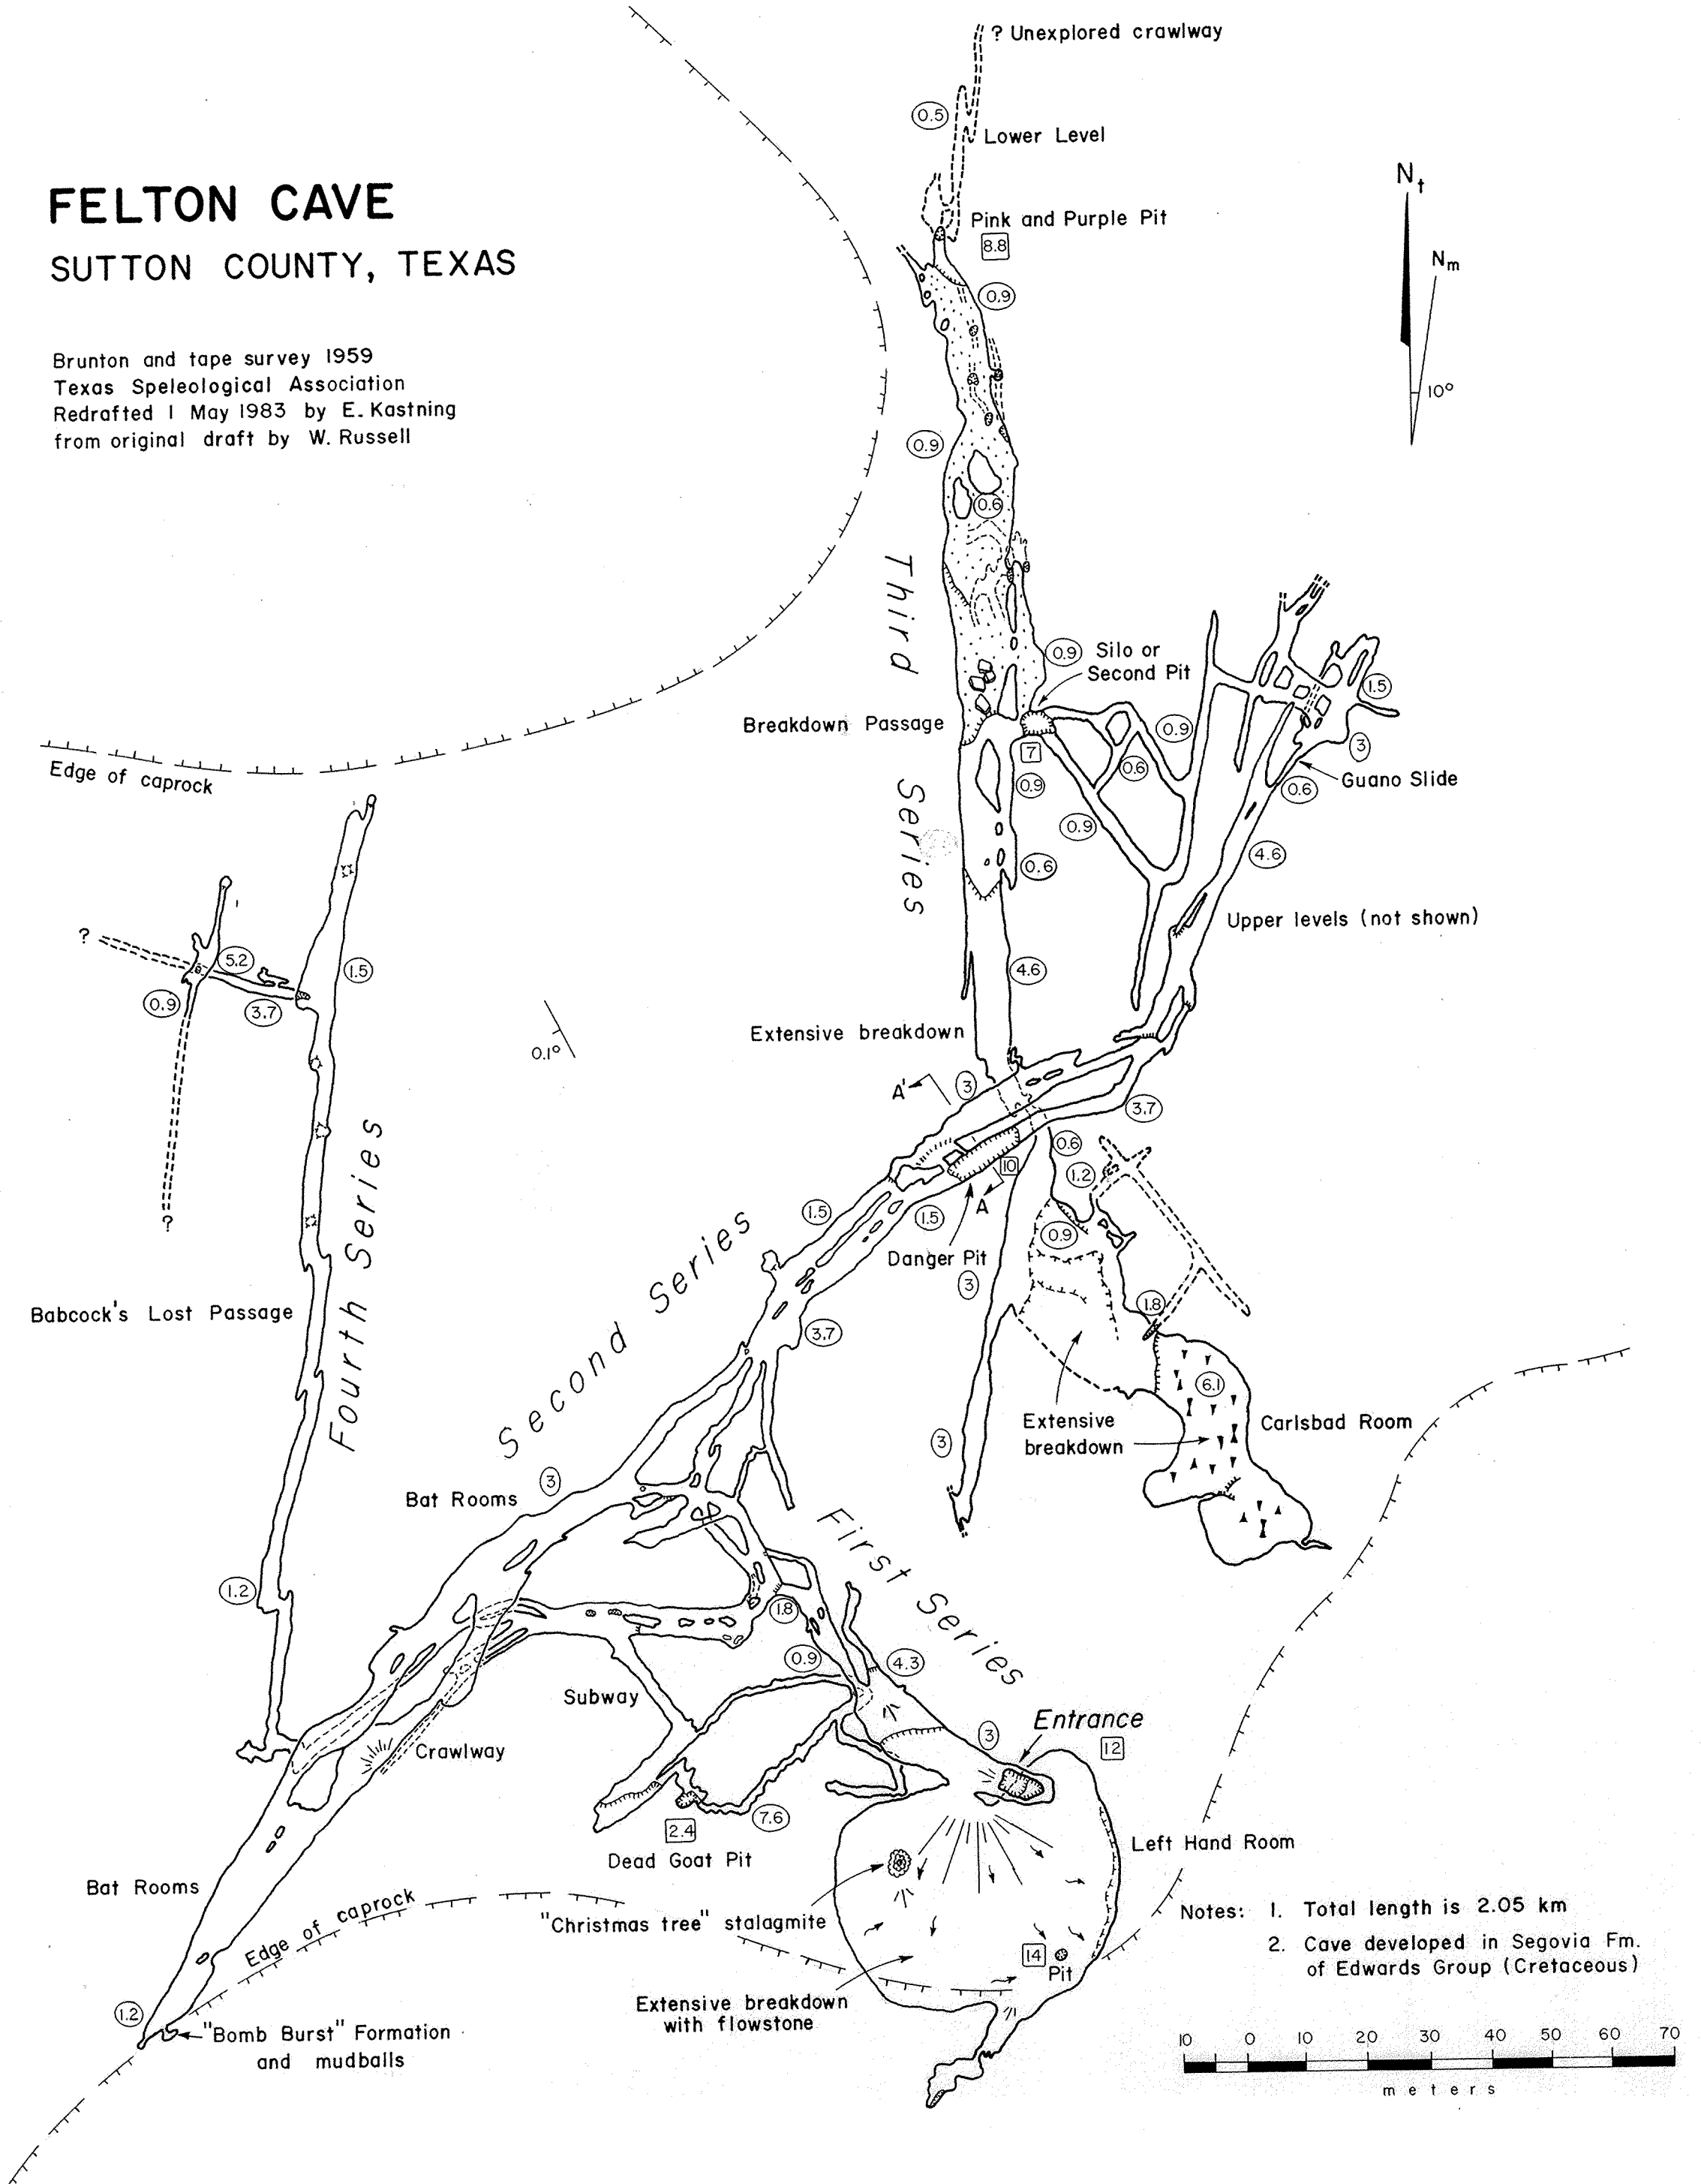 ? Unexplored crawlway
0.5
Lower Level
Pink and Purple Pit
8.8
0.9
FELTON CAVE
SUTTON COUNTY, TEXAS
Brunton and tape survey 1959
Texas Speleological Association
Redrafted 1 May 1983 by E. Kastning
from original draft by W. Russell
Nt
Nm
10°
0.9
0.6
Third Series
0.9
Silo or
Second Pit
Breakdown Passage
7
0.9
0.6
0.9
0.9
0.6
1.5
3
Guano Slide
0.6
4.6
Upper levels (not shown)
Edge of caprock
?
5.2
0.9
3.7
1.5
?
0.1°
4.6
Extensive breakdown
A'
3
3.7
0.6
10
1.2
A
0.9
1.5
1.5
Danger Pit
3
1.8
3.7
Babcock's Lost Passage
Fourth Series
Second Series
6.1
Carlsbad Room
Extensive
breakdown
3
Bat Rooms
3
First Series
1.2
1.8
0.9
4.3
Subway
Crawlway
3
Entrance
12
7.6
2.4
Dead Goat Pit
Left Hand Room
Bat Rooms
Edge of caprock
"Christmas tree" stalagmite
14
Pit
Extensive breakdown
with flowstone
1.2
"Bomb Burst" Formation
and mudballs
Notes: 1. Total length is 2.05 km
2. Cave developed in Segovia Fm.
of Edwards Group (Cretaceous)
10 0 10 20 30 40 50 60 70
meters